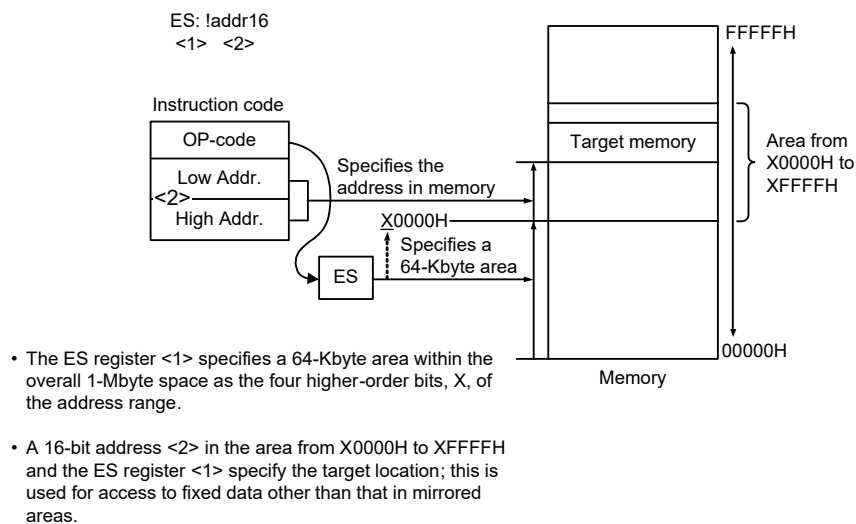 ES: !addr16
<1> <2>
FFFFFH
Instruction code
OP-code
Low Addr.
<2>
High Addr.
Specifies the
address in memory
Target memory
Area from
X0000H to
XFFFFH
X0000H
Specifies a
64-Kbyte area
ES
00000H
Memory
• The ES register <1> specifies a 64-Kbyte area within the
overall 1-Mbyte space as the four higher-order bits, X, of
the address range.
• A 16-bit address <2> in the area from X0000H to XFFFFH
and the ES register <1> specify the target location; this is
used for access to fixed data other than that in mirrored
areas.